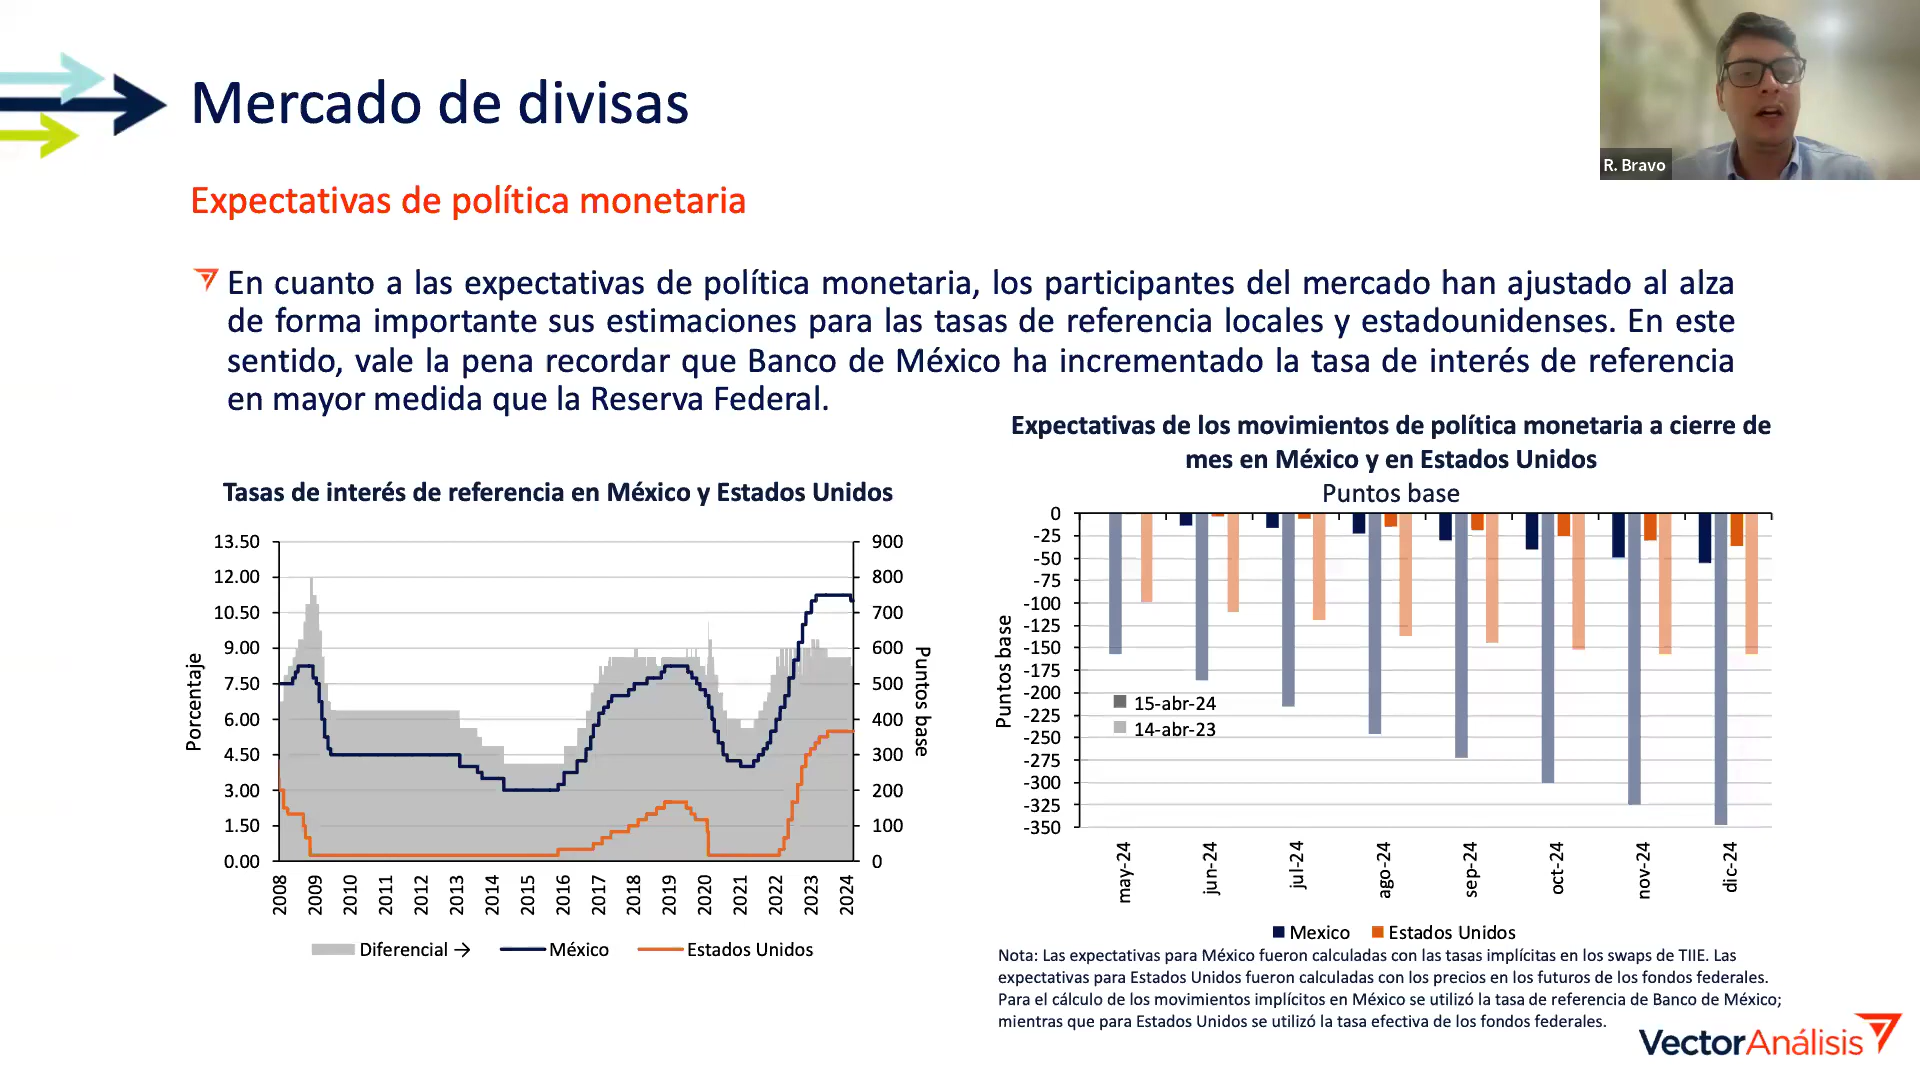 Mercado de divisas
R. Bravo
Expectativas de política monetaria
En cuanto a las expectativas de política monetaria, los participantes del mercado han ajustado al alza
de forma importante sus estimaciones para las tasas de referencia locales y estadounidenses. En este
sentido, vale la pena recordar que Banco de México ha incrementado la tasa de interés de referencia
en mayor medida que la Reserva Federal.
Tasas de interés de referencia en México y Estados Unidos
13.50
12.00
10.50
9.00
7.50
6.00
4.50
3.00
1.50
0.00
Porcentaje
900
800
700
600
500
400
300
200
100
0
Puntos base
2008
2009
2010
2011
2012
2013
2014
2015
2016
2017
2018
2019
2020
2021
2022
2023
2024
Diferencial → México Estados Unidos
Expectativas de los movimientos de política monetaria a cierre de
mes en México y en Estados Unidos
Puntos base
0
-25
-50
-75
-100
-125
-150
-175
-200
-225
-250
-275
-300
-325
-350
Puntos base
15-abr-24
14-abr-23
may-24
jun-24
jul-24
ago-24
sep-24
oct-24
nov-24
dic-24
Mexico Estados Unidos
Nota: Las expectativas para México fueron calculadas con las tasas implícitas en los swaps de TIIE. Las
expectativas para Estados Unidos fueron calculadas con los precios en los futuros de los fondos federales.
Para el cálculo de los movimientos implícitos en México se utilizó la tasa de referencia de Banco de México;
mientras que para Estados Unidos se utilizó la tasa efectiva de los fondos federales.
VectorAnálisis